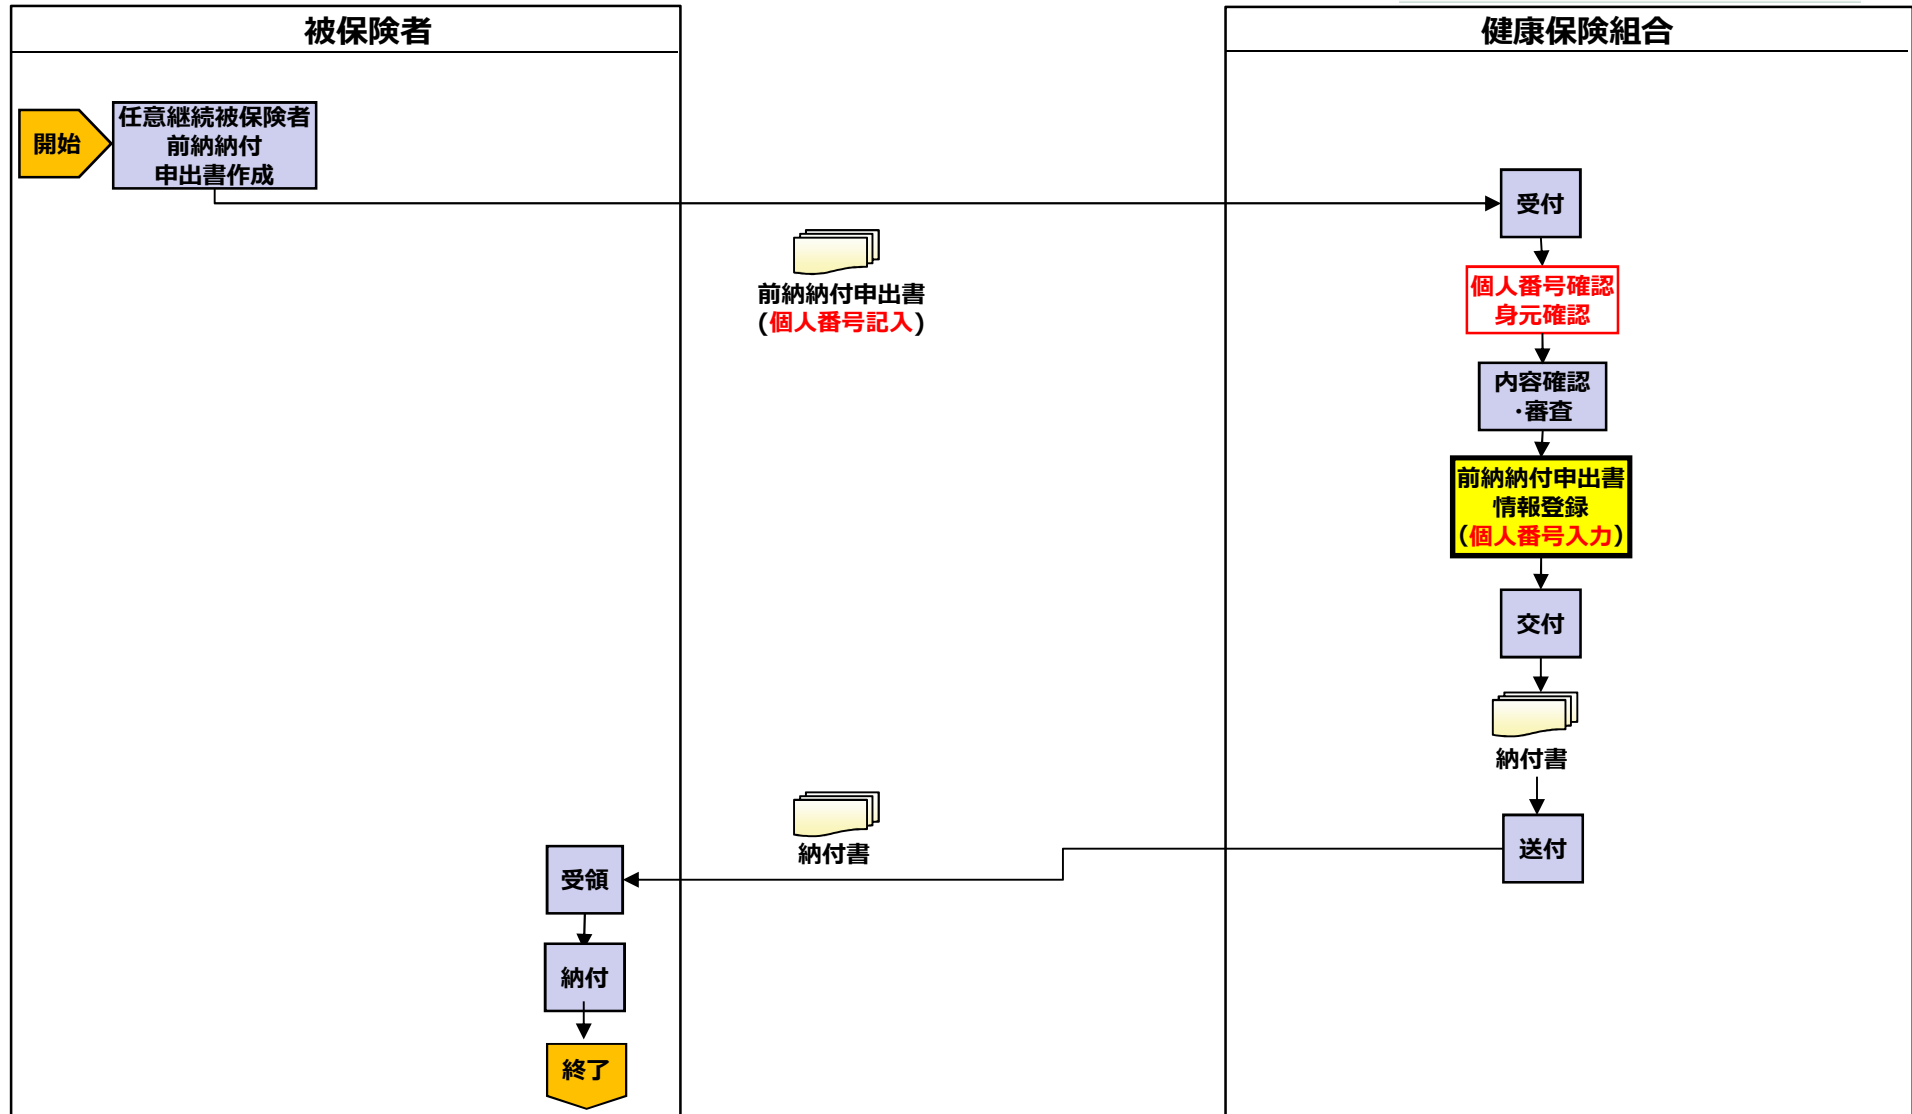 被保険者
健康保険組合
開始
任意継続被保険者
前納納付
申出書作成
受付
前納納付申出書
(個人番号記入)
個人番号確認
身元確認
内容確認
・審査
前納納付申出書
情報登録
(個人番号入力)
交付
納付書
送付
納付書
受領
納付
終了